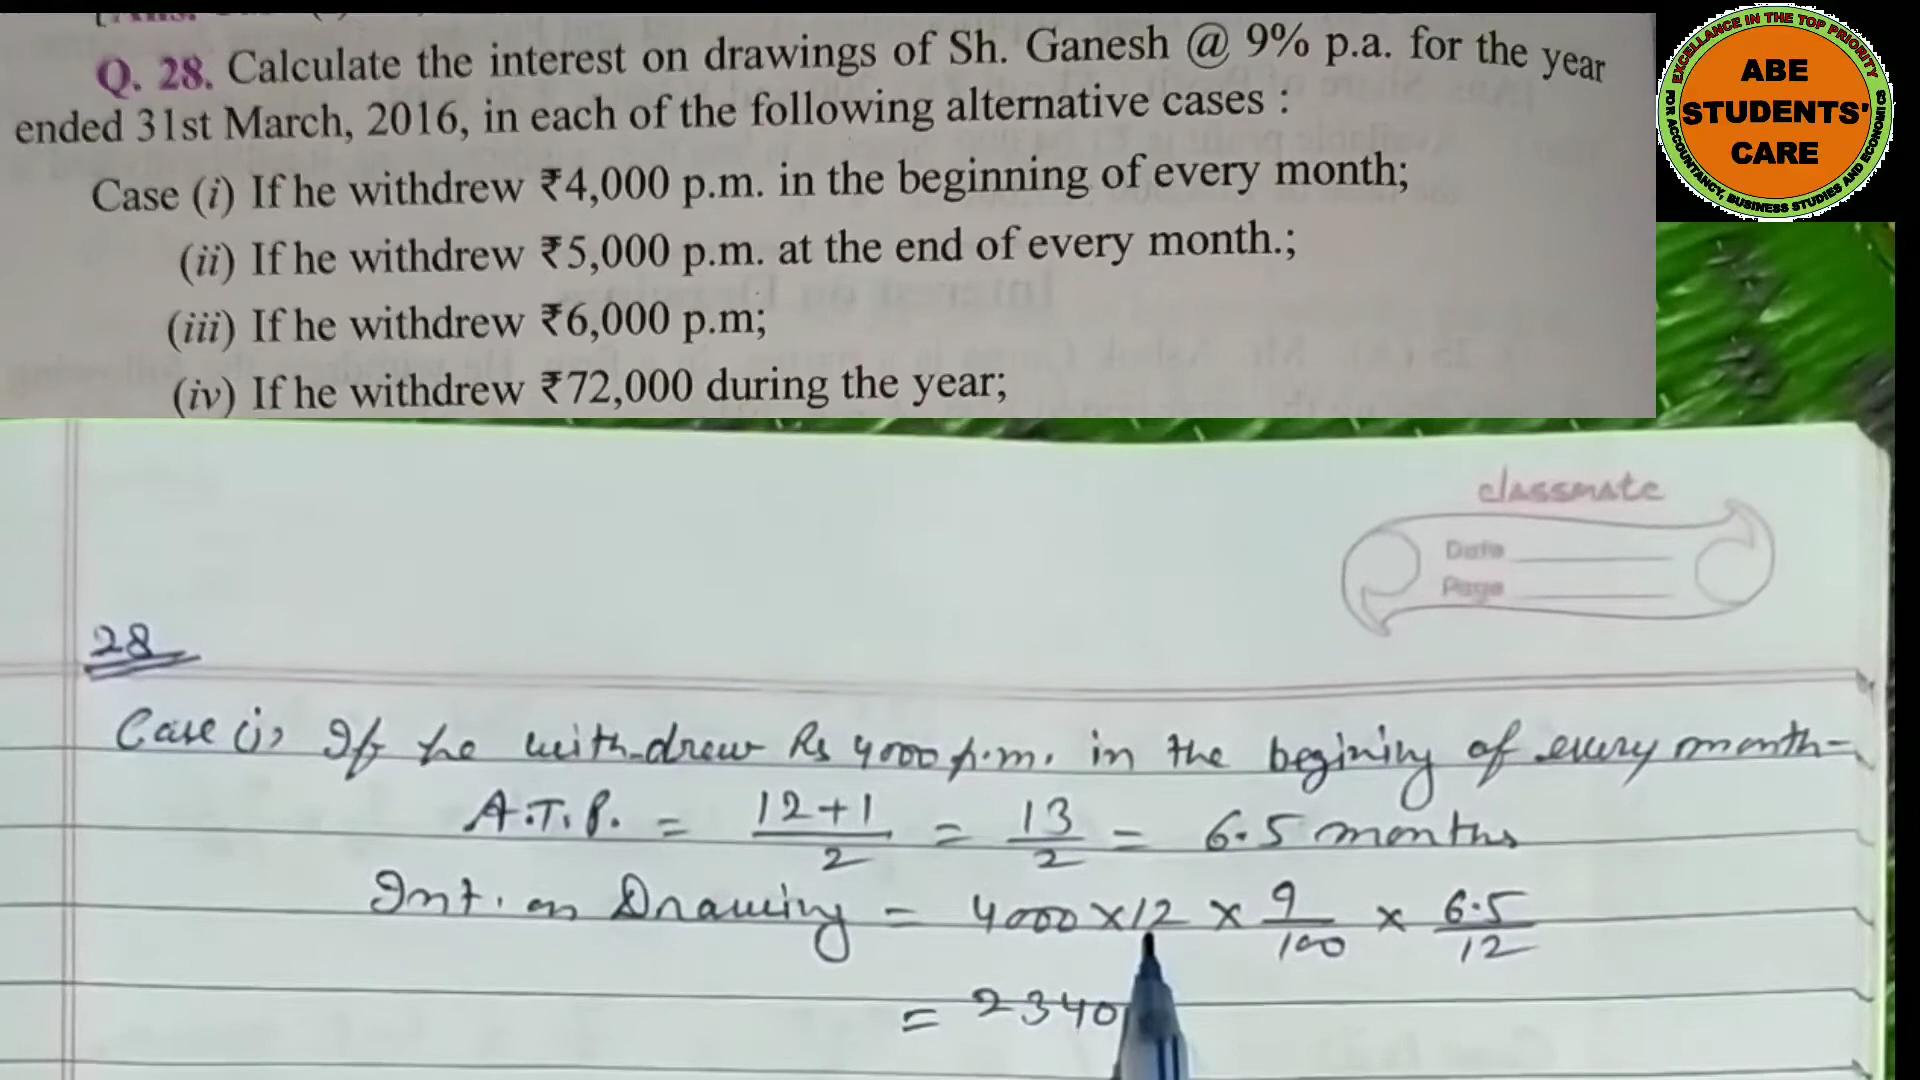 Q. 28. Calculate the interest on drawings of Sh. Ganesh @ 9% p.a. for the year
ended 31st March, 2016, in each of the following alternative cases :
Case (i) If he withdrew ₹4,000 p.m. in the beginning of every month;
(ii) If he withdrew ₹5,000 p.m. at the end of every month.;
(iii) If he withdrew ₹6,000 p.m;
(iv) If he withdrew ₹72,000 during the year;
EXCELLANCE IN THE TOP PRIORITY
ABE
STUDENTS'
CARE
FOR ACCOUNTANCY, BUSINESS STUDIES AND ECONOMICS
classmate
Date
Page
28
Case (i) If he withdrew Rs 4000 p.m. in the begining of every month-
A.T.P. = 12+1/2 = 13/2 = 6.5 months
Int. on Drawing = 4000 × 12 × 9/100 × 6.5/12
= 2340